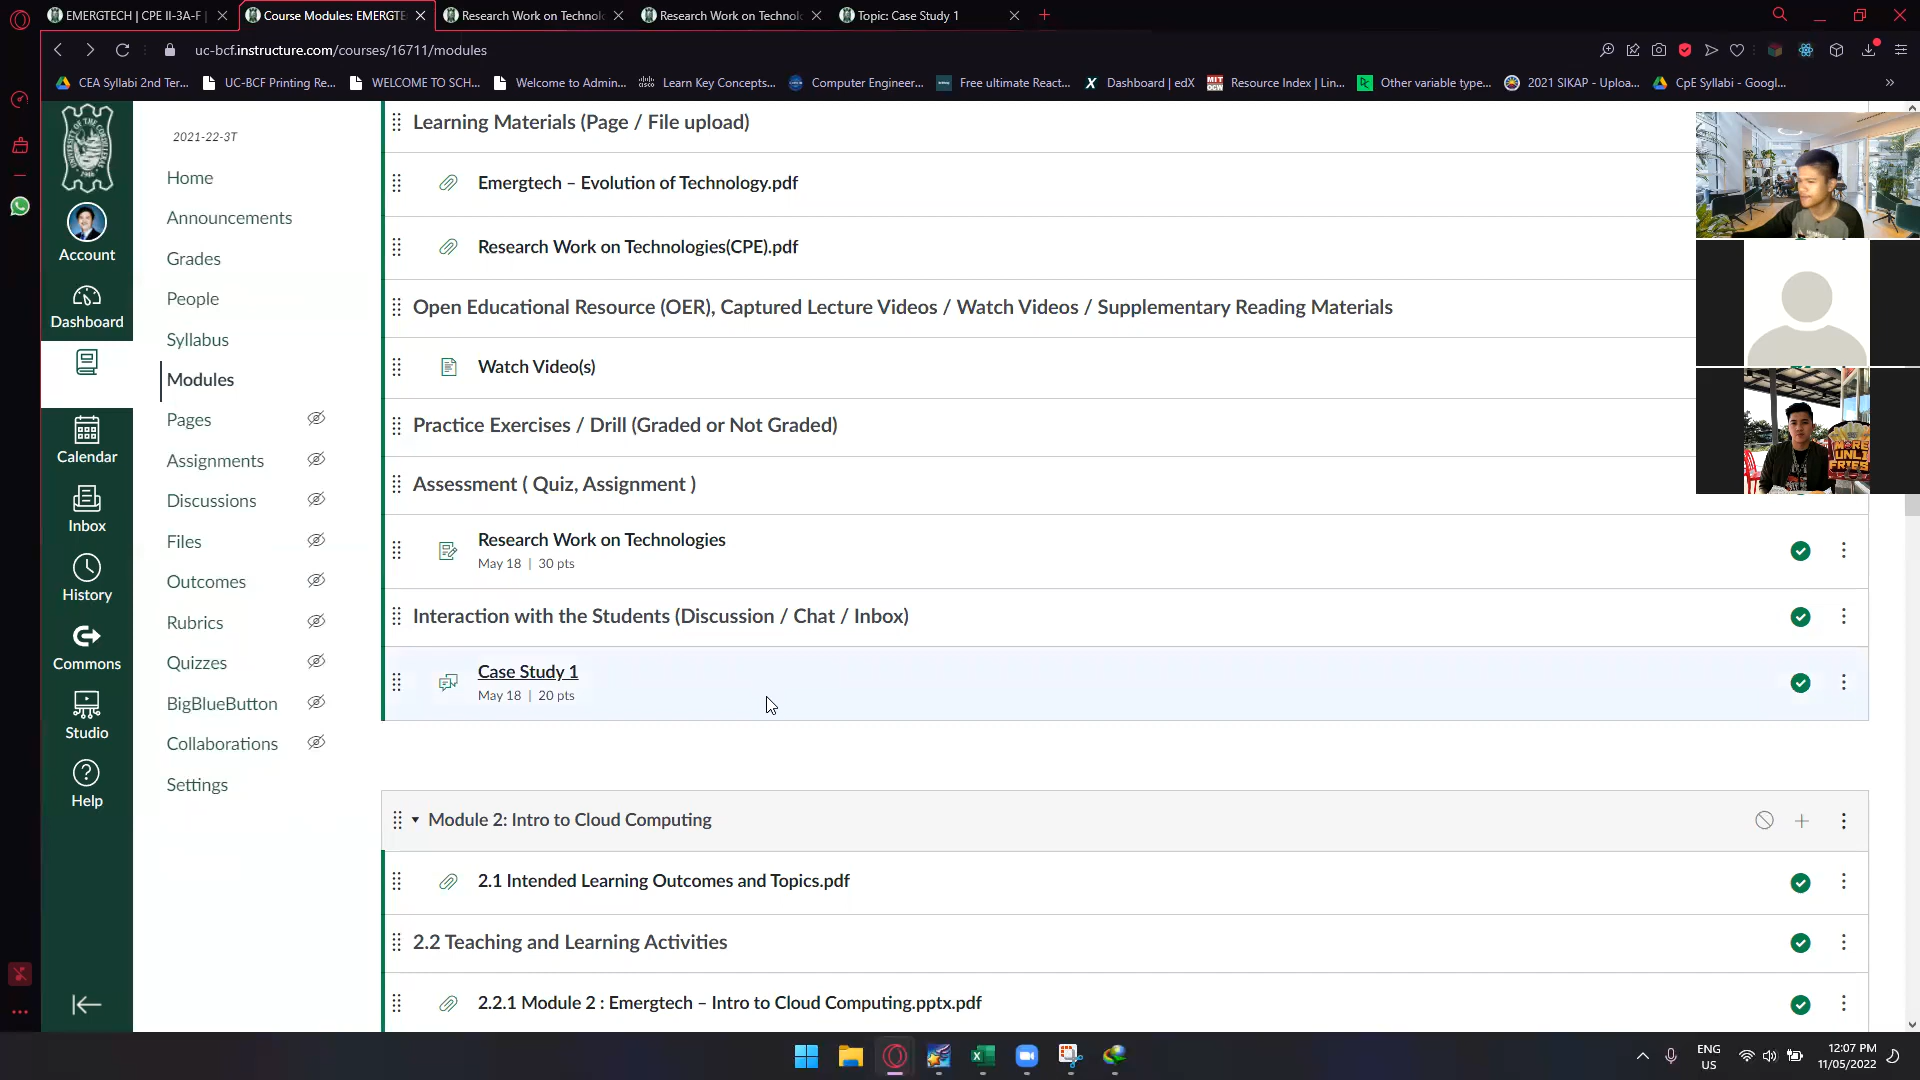 EMERGTECH | CPE II-3A-F |
Course Modules: EMERGTE
Research Work on Technolo
Research Work on Technolo
Topic: Case Study 1
uc-bcf.instructure.com/courses/16711/modules
CEA Syllabi 2nd Ter...
UC-BCF Printing Re...
WELCOME TO SCH...
Welcome to Admin...
Learn Key Concepts...
Computer Engineer...
Free ultimate React...
Dashboard | edX
Resource Index | Lin...
Other variable type...
2021 SIKAP - Uploa...
CpE Syllabi - Googl...
Account
Dashboard
Calendar
Inbox
History
Commons
Studio
Help
2021-22-3T
Home
Announcements
Grades
People
Syllabus
Modules
Pages
Assignments
Discussions
Files
Outcomes
Rubrics
Quizzes
BigBlueButton
Collaborations
Settings
Learning Materials (Page / File upload)
Emergtech – Evolution of Technology.pdf
Research Work on Technologies(CPE).pdf
Open Educational Resource (OER), Captured Lecture Videos / Watch Videos / Supplementary Reading Materials
Watch Video(s)
Practice Exercises / Drill (Graded or Not Graded)
Assessment ( Quiz, Assignment )
Research Work on Technologies
May 18 | 30 pts
Interaction with the Students (Discussion / Chat / Inbox)
Case Study 1
May 18 | 20 pts
Module 2: Intro to Cloud Computing
2.1 Intended Learning Outcomes and Topics.pdf
2.2 Teaching and Learning Activities
2.2.1 Module 2 : Emergtech – Intro to Cloud Computing.pptx.pdf
MORE
UNLI
FRIES
ENG
US
12:07 PM
11/05/2022